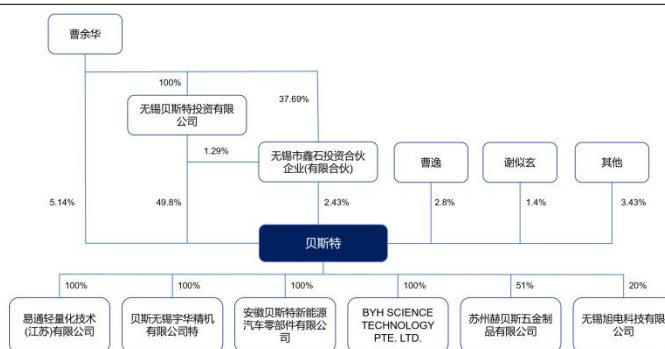 曹余华
100%
37.69%
无锡贝斯特投资有限
公司
1.29%
无锡市鑫石投资合伙
企业(有限合伙)
曹逸
谢似玄
其他
5.14%
49.8%
2.43%
2.8%
1.4%
3.43%
贝斯特
100%
100%
100%
100%
51%
20%
易通轻量化技术
(江苏)有限公司
贝斯无锡宇华精机
有限公司特
安徽贝斯特新能源
汽车零部件有限公
司
BYH SCIENCE
TECHNOLOGY
PTE. LTD.
苏州赫贝斯五金制
品有限公司
无锡旭电科技有限
公司